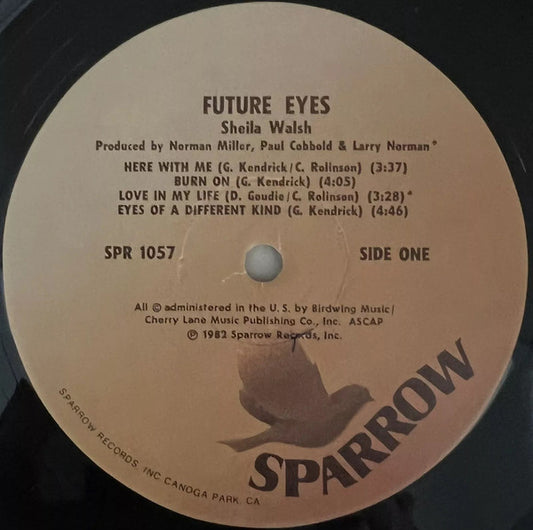 FUTURE EYES
Sheila Walsh
Produced by Norman Miller, Paul Cobbold & Larry Norman*
HERE WITH ME (G. Kendrick/C. Rolinson) (3:37)
BURN ON (G. Kendrick) (4:05)
LOVE IN MY LIFE (D. Goudie/C. Rolinson) (3:28)*
EYES OF A DIFFERENT KIND (G. Kendrick) (4:46)
SPR 1057
SIDE ONE
All © administered in the U.S. by Birdwing Music/
Cherry Lane Music Publishing Co., Inc. ASCAP
℗ 1982 Sparrow Records, Inc.
SPARROW
SPARROW RECORDS, INC CANOGA PARK, CA